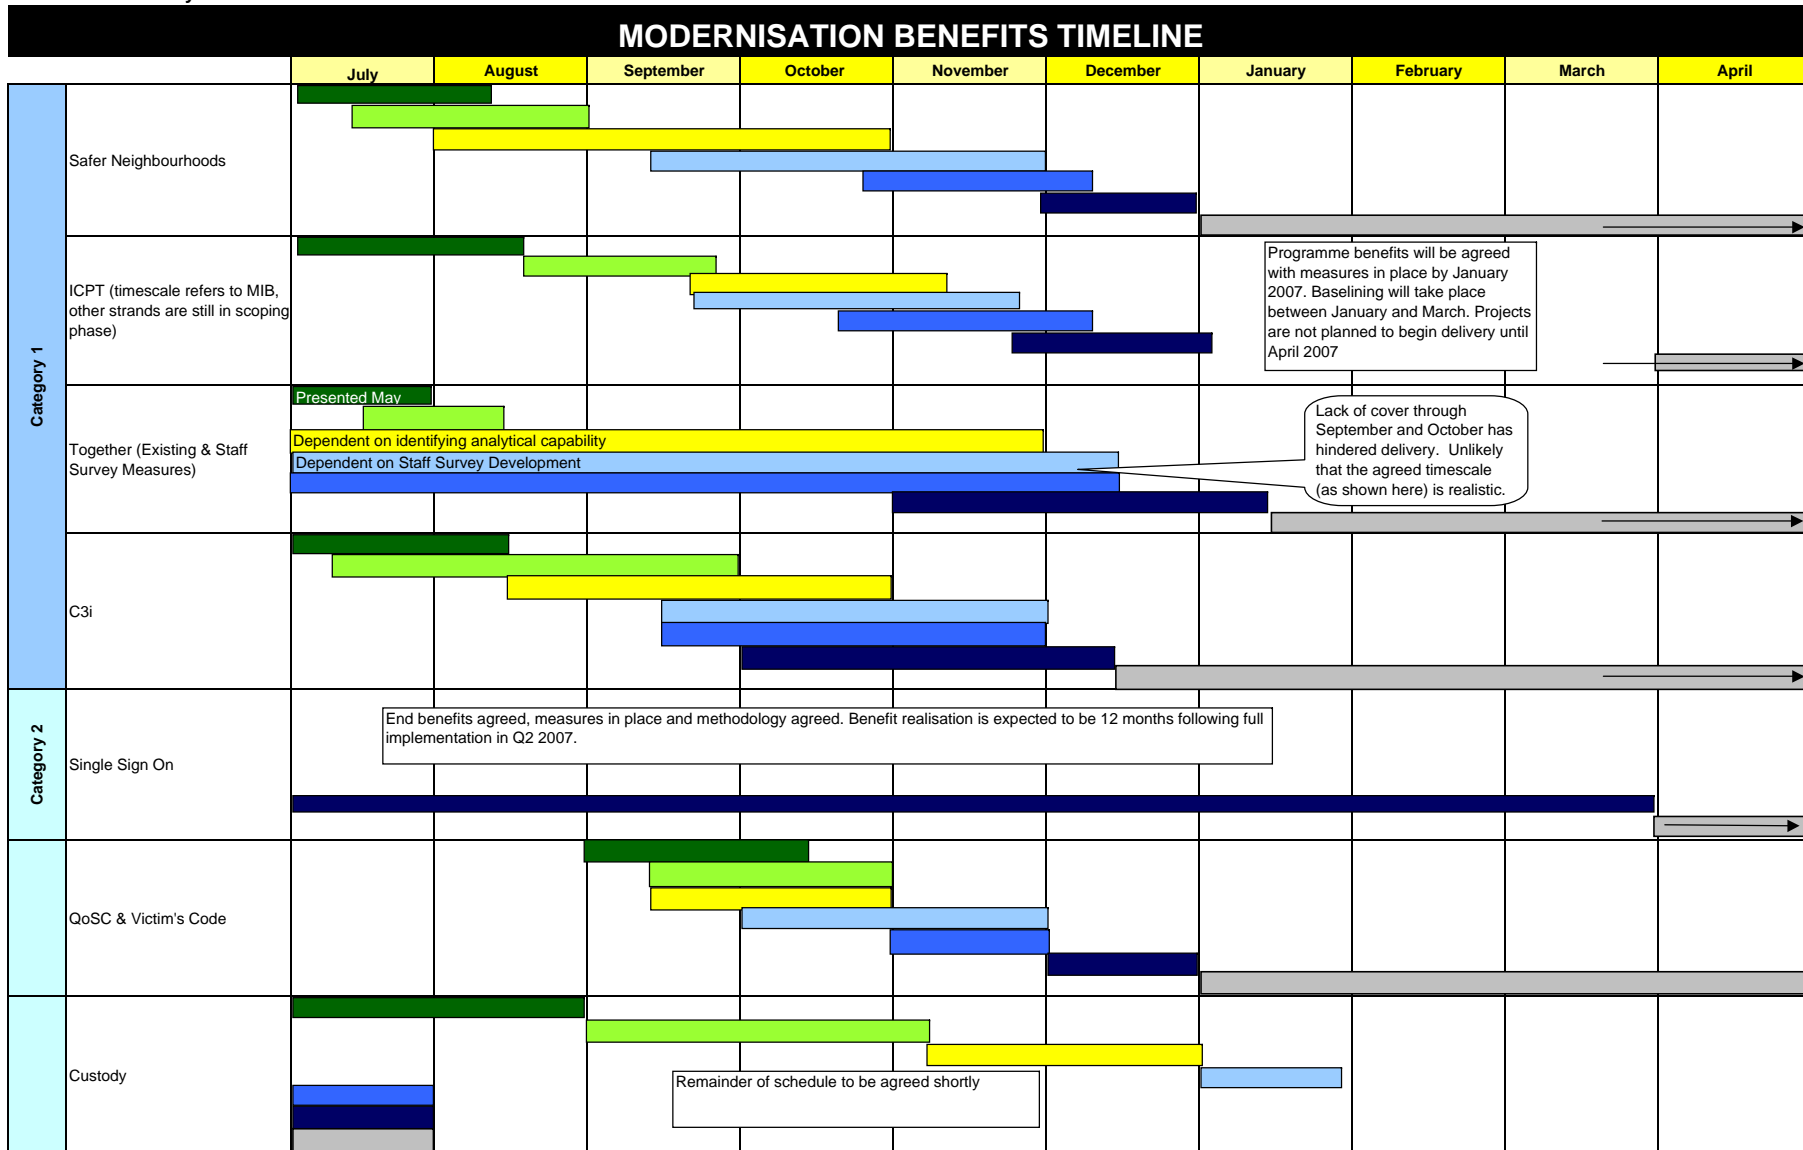 MODERNISATION BENEFITS TIMELINE
July August September October November December January February March April
Category 1
Safer Neighbourhoods
ICPT (timescale refers to MIB,
other strands are still in scoping
phase)
Programme benefits will be agreed
with measures in place by January
2007. Baselining will take place
between January and March. Projects
are not planned to begin delivery until
April 2007
Together (Existing & Staff
Survey Measures)
Presented May
Dependent on identifying analytical capability
Dependent on Staff Survey Development
Lack of cover through
September and October has
hindered delivery. Unlikely
that the agreed timescale
(as shown here) is realistic.
C3i
Category 2
Single Sign On
End benefits agreed, measures in place and methodology agreed. Benefit realisation is expected to be 12 months following full
implementation in Q2 2007.
QoSC & Victim's Code
Custody
Remainder of schedule to be agreed shortly